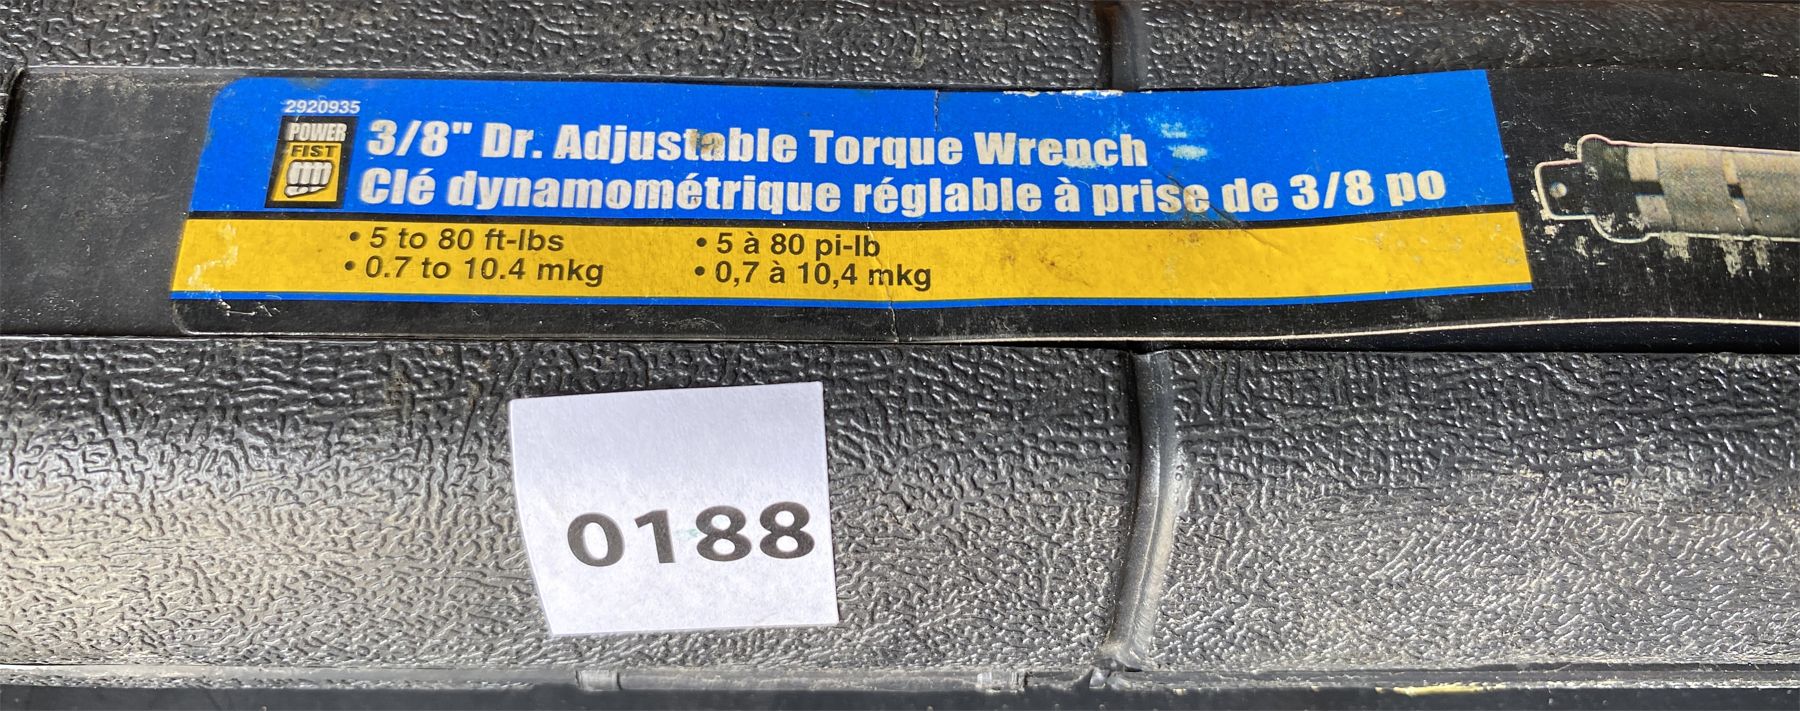 2920935
POWER
FIST
3/8" Dr. Adjustable Torque Wrench
Clé dynamométrique réglable à prise de 3/8 po
• 5 to 80 ft-lbs
• 0.7 to 10.4 mkg
• 5 à 80 pi-lb
• 0,7 à 10,4 mkg
0188